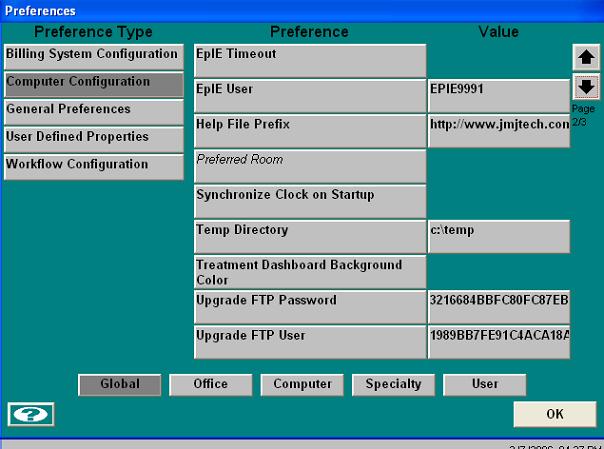 Preferences
Preference Type Preference Value
Billing System Configuration EpIE Timeout
Computer Configuration EpIE User EPIE9991
Page
General Preferences Help File Prefix http://www.jmjtech.con 2/3
User Defined Properties
Workflow Configuration Preferred Room
Synchronize Clock on Startup
Temp Directory c:\temp
Treatment Dashboard Background
Color
Upgrade FTP Password 3216684BBFC80FC87EB
Upgrade FTP User 1989BB7FE91C4ACA18A
Global Office Computer Specialty User
? OK